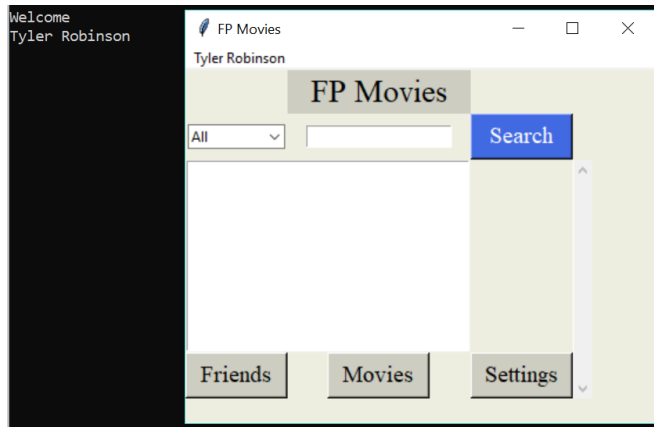 Welcome
Tyler Robinson
FP Movies
Tyler Robinson
FP Movies
All
Search
Friends
Movies
Settings